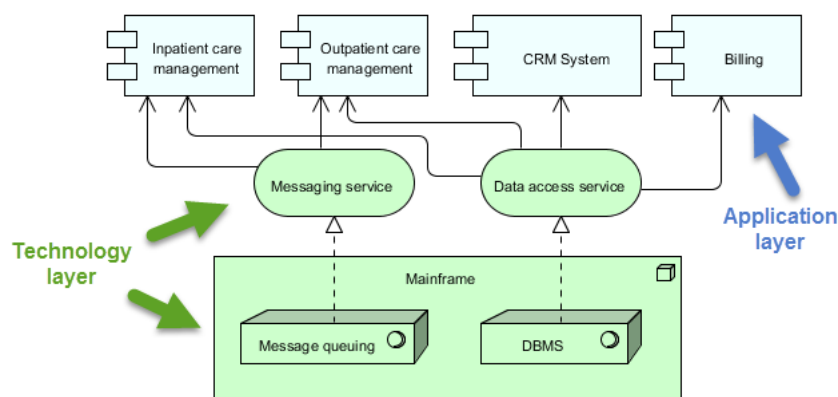 Inpatient care
management
Outpatient care
management
CRM System
Billing
Messaging service
Data access service
Application
layer
Technology
layer
Mainframe
Message queuing
DBMS